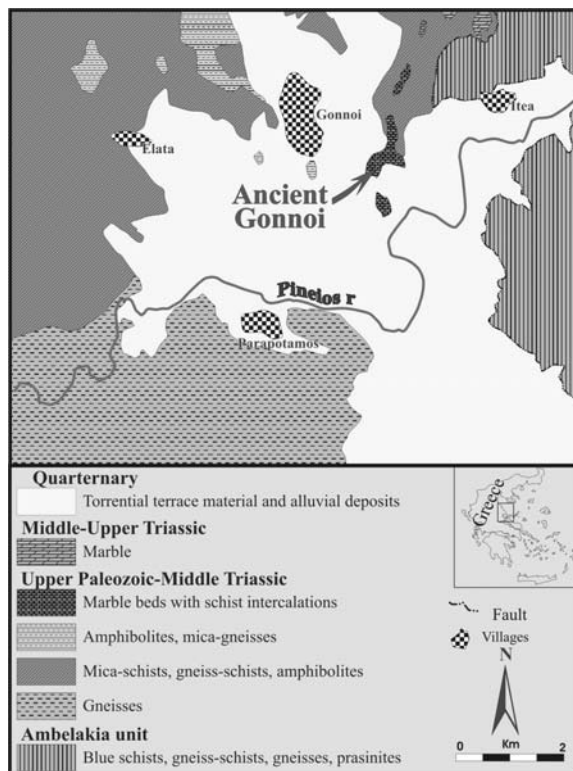 Gonnoi
Itea
Elata
Ancient
Gonnoi
Pineios r
Parapotamos
Quarternary
Torrential terrace material and alluvial deposits
Middle-Upper Triassic
Marble
Upper Paleozoic-Middle Triassic
Marble beds with schist intercalations
Amphibolites, mica-gneisses
Mica-schists, gneiss-schists, amphibolites
Gneisses
Ambelakia unit
Blue schists, gneiss-schists, gneisses, prasinites
Greece
Fault
Villages
N
0 2
Km